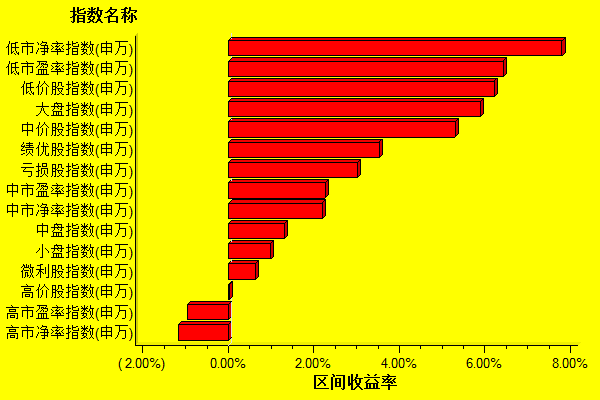 指数名称
低市净率指数(申万)
低市盈率指数(申万)
低价股指数(申万)
大盘指数(申万)
中价股指数(申万)
绩优股指数(申万)
亏损股指数(申万)
中市盈率指数(申万)
中市净率指数(申万)
中盘指数(申万)
小盘指数(申万)
微利股指数(申万)
高价股指数(申万)
高市盈率指数(申万)
高市净率指数(申万)
(2.00%) 0.00% 2.00% 4.00% 6.00% 8.00%
区间收益率